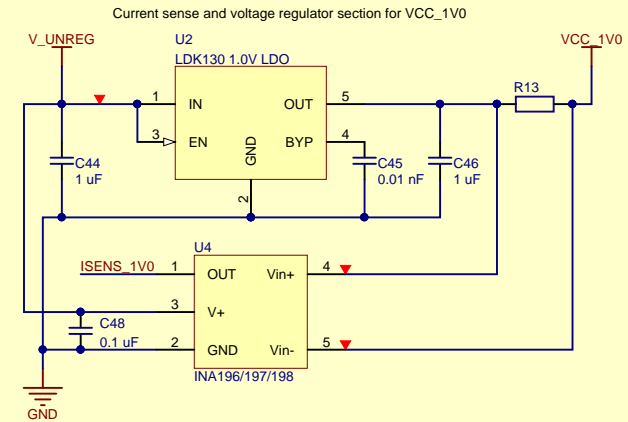 Current sense and voltage regulator section for VCC_1V0
V_UNREG
U2
VCC_1V0
LDK130 1.0V LDO
R13
1
IN
OUT
5
3
EN
GND
BYP
4
C44
1 uF
C45
0.01 nF
C46
1 uF
2
U4
ISENS_1V0
1
OUT
Vin+
4
3
V+
C48
0.1 uF
2
GND
Vin-
5
INA196/197/198
GND